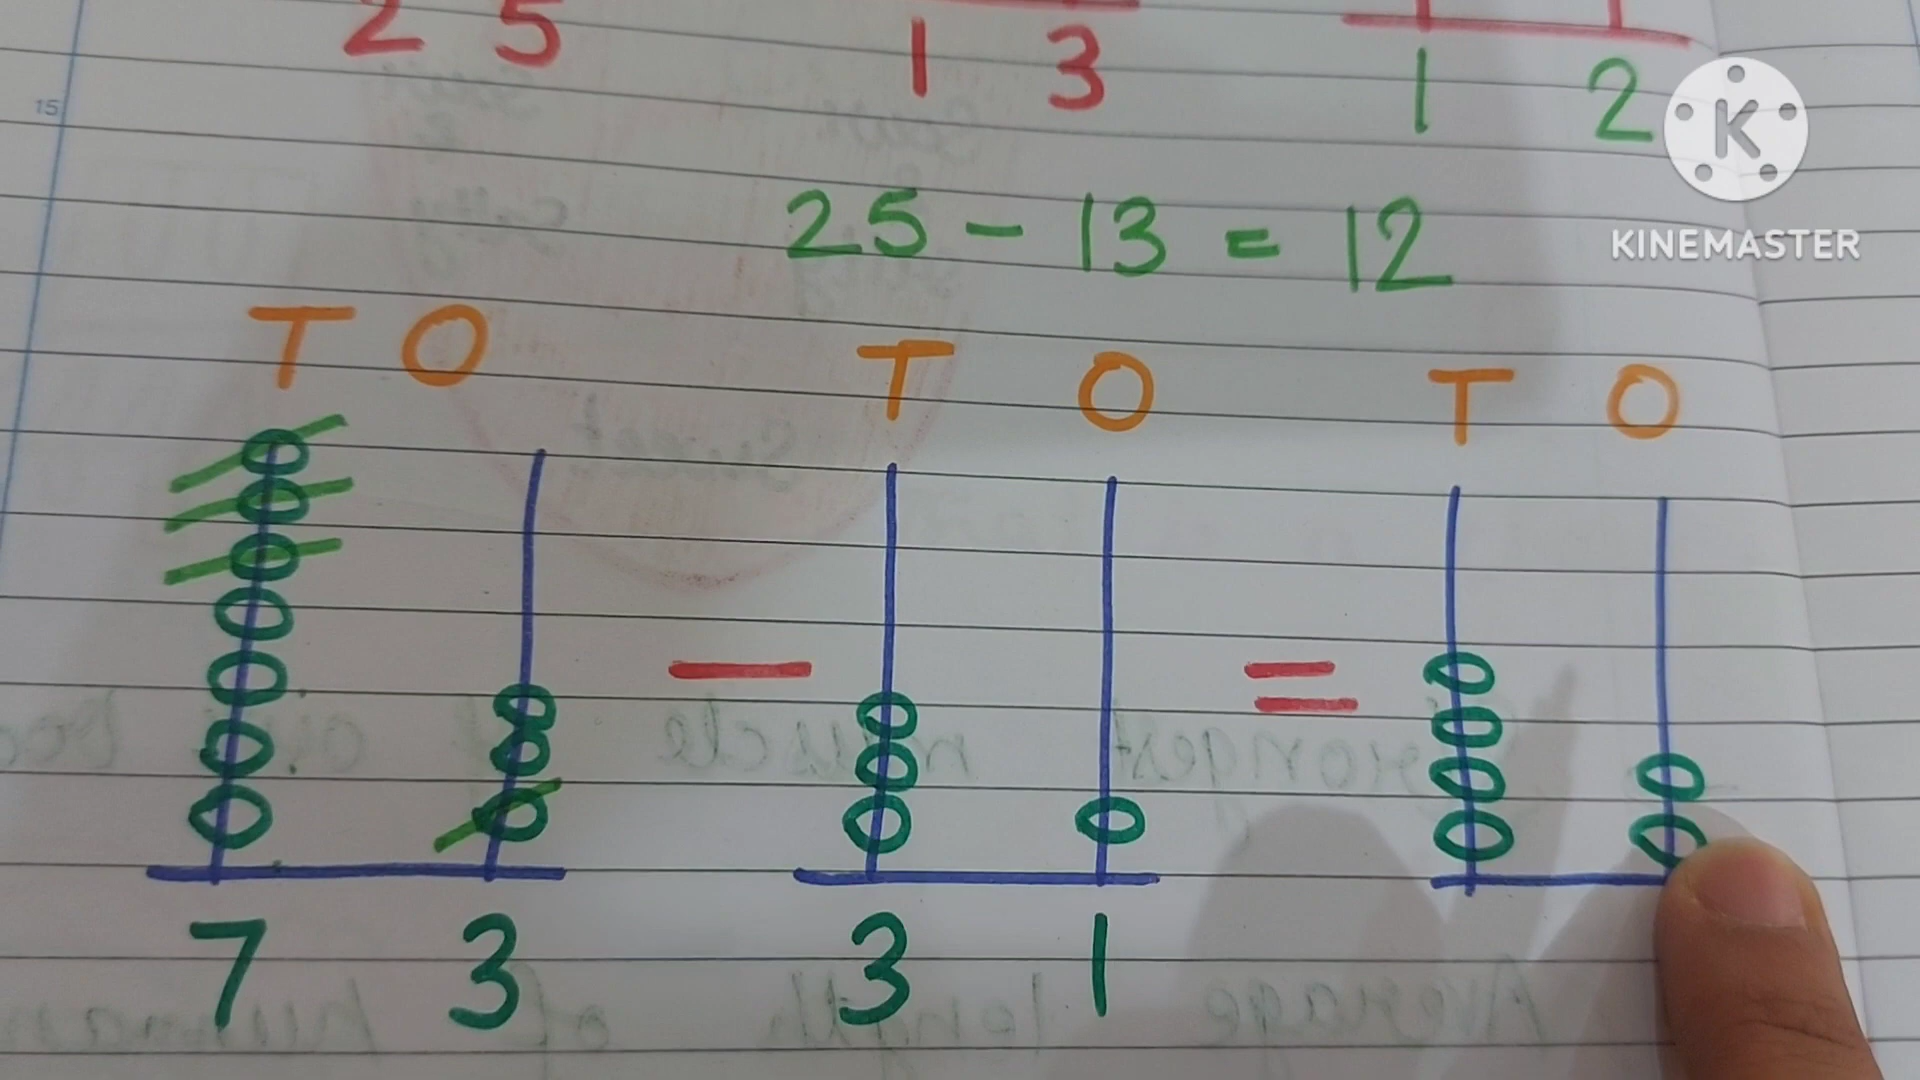 2 5 1 3 1 2
15
K
KINEMASTER
25 - 13 = 12
T O T O T O
- =
7 3 3 1